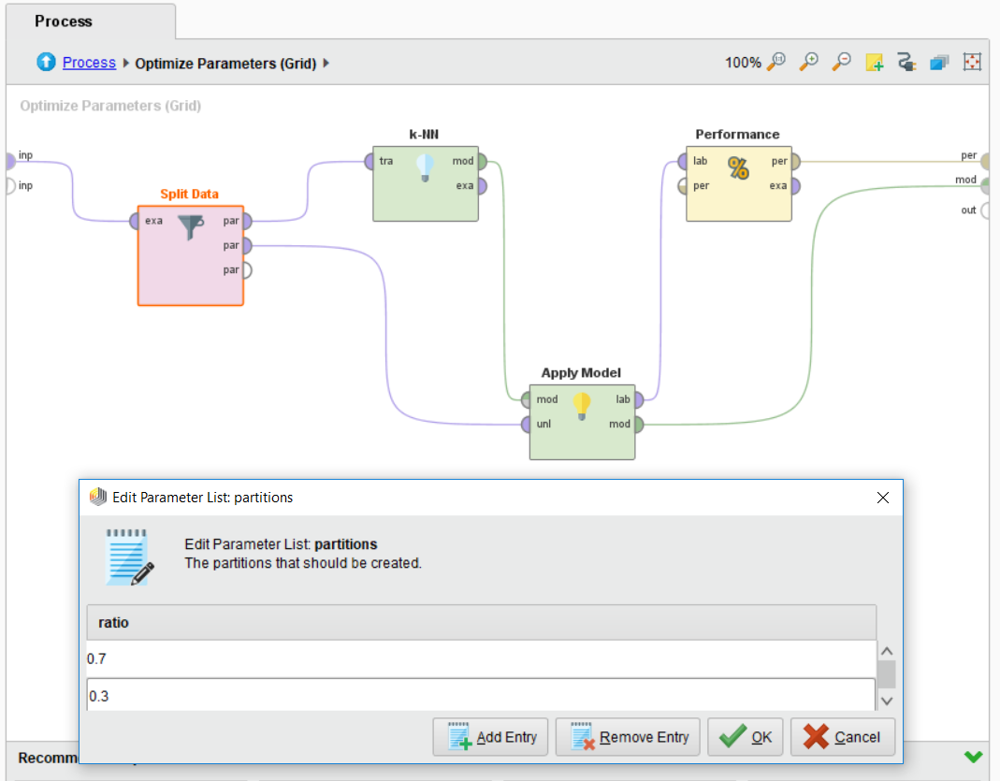 Process
Process Optimize Parameters (Grid)
100%
Optimize Parameters (Grid)
inp
inp
Split Data
exa par
par
par
k-NN
tra mod
exa
Performance
lab % per
per exa
per
mod
out
Apply Model
mod lab
unl mod
Edit Parameter List: partitions
Edit Parameter List: partitions
The partitions that should be created.
ratio
0.7
0.3
Add Entry Remove Entry OK Cancel